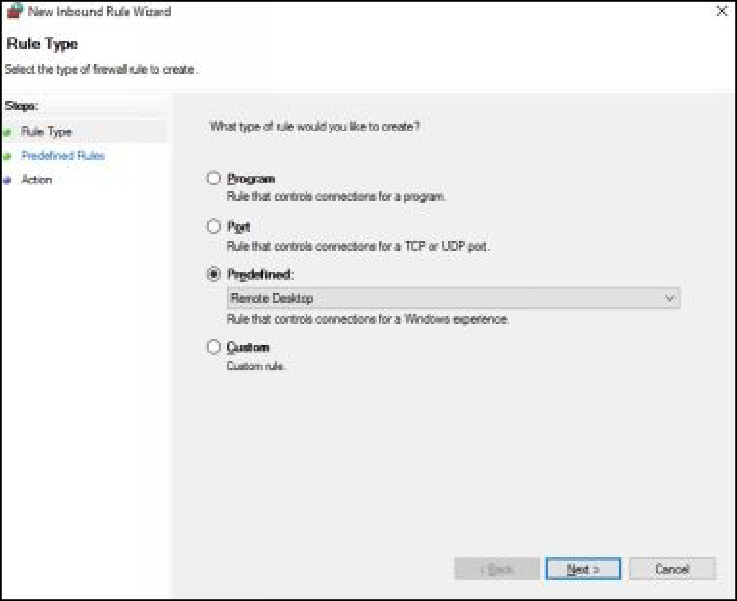 New Inbound Rule Wizard
Rule Type
Select the type of firewall rule to create.
Steps:
Rule Type
Predefined Rules
Action
What type of rule would you like to create?
Program
Rule that controls connections for a program.
Port
Rule that controls connections for a TCP or UDP port.
Predefined:
Remote Desktop
Rule that controls connections for a Windows experience.
Custom
Custom rule.
< Back
Next >
Cancel